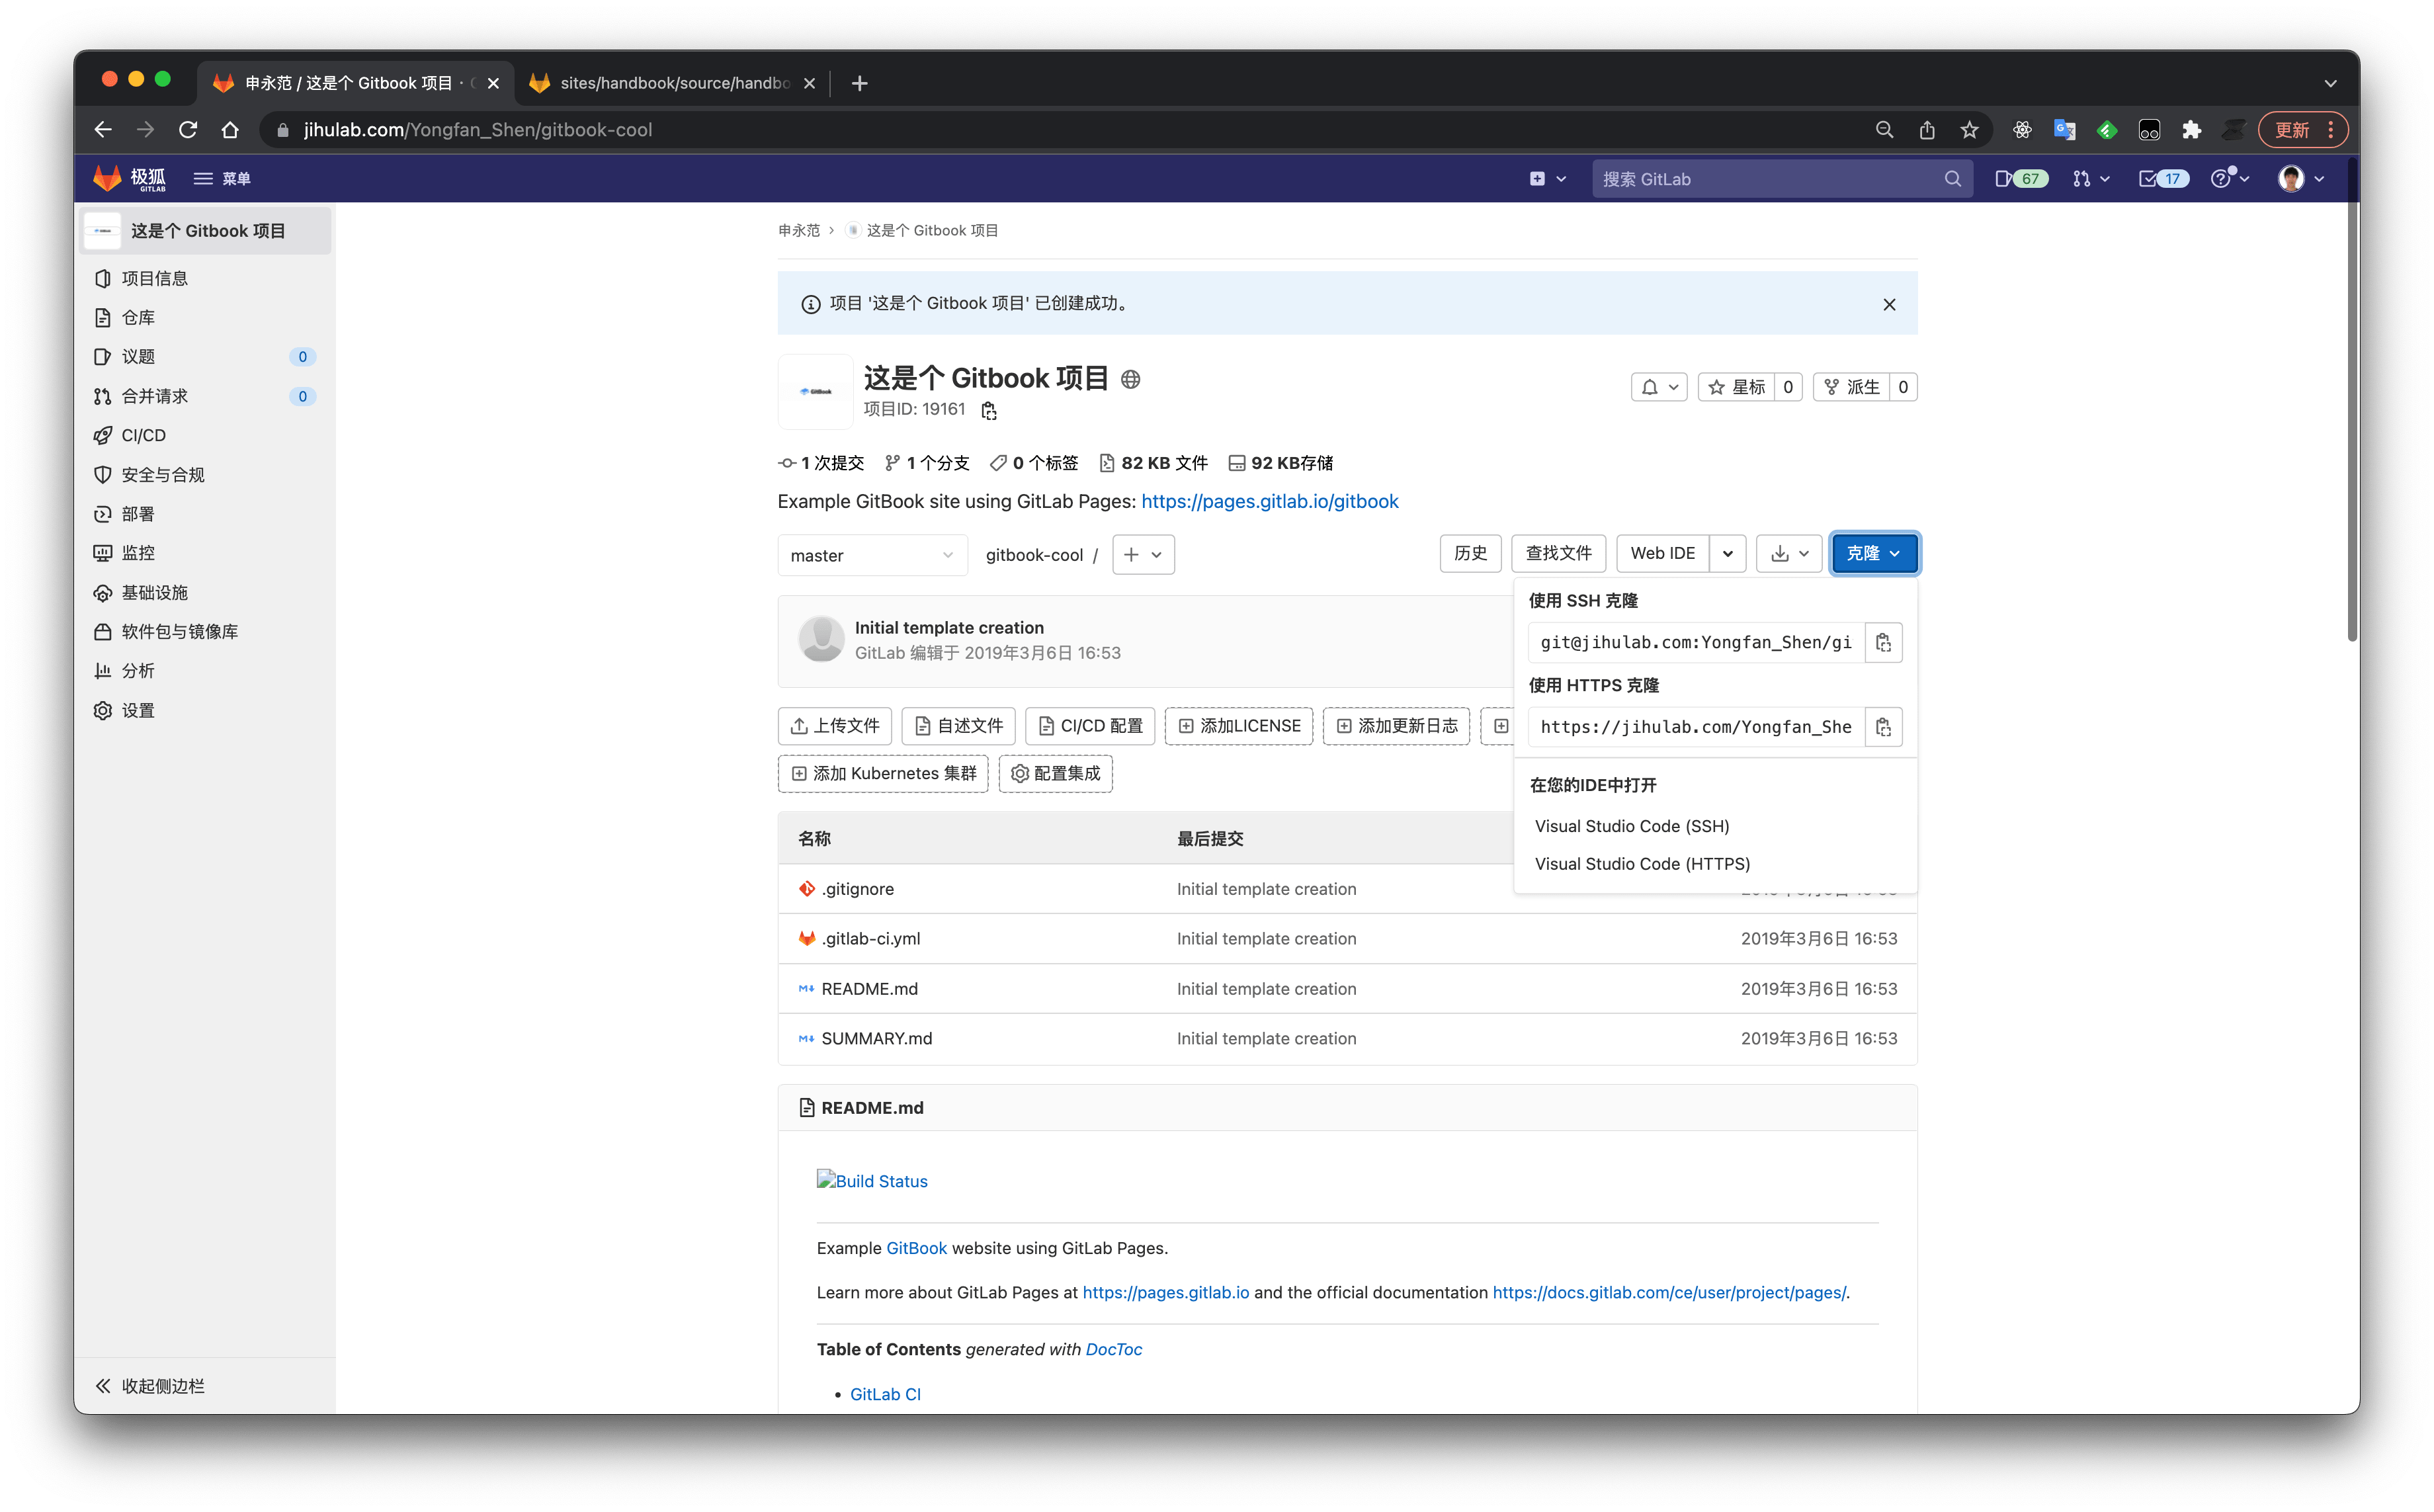 申永范 / 这是个 Gitbook 项目 ·
sites/handbook/source/handbo
jihulab.com/Yongfan_Shen/gitbook-cool
更新
极狐
GITLAB
菜单
搜索 GitLab
67
17
这是个 Gitbook 项目
项目信息
仓库
议题 0
合并请求 0
CI/CD
安全与合规
部署
监控
基础设施
软件包与镜像库
分析
设置
收起侧边栏
申永范 › 这是个 Gitbook 项目
项目 '这是个 Gitbook 项目' 已创建成功。
GitBook
这是个 Gitbook 项目
项目ID: 19161
星标 0
派生 0
1 次提交 1 个分支 0 个标签 82 KB 文件 92 KB存储
Example GitBook site using GitLab Pages: https://pages.gitlab.io/gitbook
master
gitbook-cool /
历史
查找文件
Web IDE
克隆
使用 SSH 克隆
git@jihulab.com:Yongfan_Shen/gi
使用 HTTPS 克隆
https://jihulab.com/Yongfan_She
在您的IDE中打开
Visual Studio Code (SSH)
Visual Studio Code (HTTPS)
Initial template creation
GitLab 编辑于 2019年3月6日 16:53
上传文件
自述文件
CI/CD 配置
添加LICENSE
添加更新日志
添加 Kubernetes 集群
配置集成
名称 最后提交
.gitignore Initial template creation
.gitlab-ci.yml Initial template creation 2019年3月6日 16:53
README.md Initial template creation 2019年3月6日 16:53
SUMMARY.md Initial template creation 2019年3月6日 16:53
README.md
Build Status
Example GitBook website using GitLab Pages.
Learn more about GitLab Pages at https://pages.gitlab.io and the official documentation https://docs.gitlab.com/ce/user/project/pages/.
Table of Contents generated with DocToc
• GitLab CI